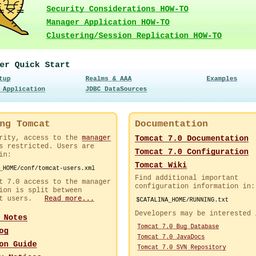 Security Considerations HOW-TO
Manager Application HOW-TO
Clustering/Session Replication HOW-TO
er Quick Start
tup
Realms & AAA
Examples
Application
JDBC DataSources
ng Tomcat
rity, access to the manager
s restricted. Users are
in:
_HOME/conf/tomcat-users.xml
t 7.0 access to the manager
ion is split between
t users. Read more...
Notes
og
on Guide
Documentation
Tomcat 7.0 Documentation
Tomcat 7.0 Configuration
Tomcat Wiki
Find additional important
configuration information in:
$CATALINA_HOME/RUNNING.txt
Developers may be interested
Tomcat 7.0 Bug Database
Tomcat 7.0 JavaDocs
Tomcat 7.0 SVN Repository